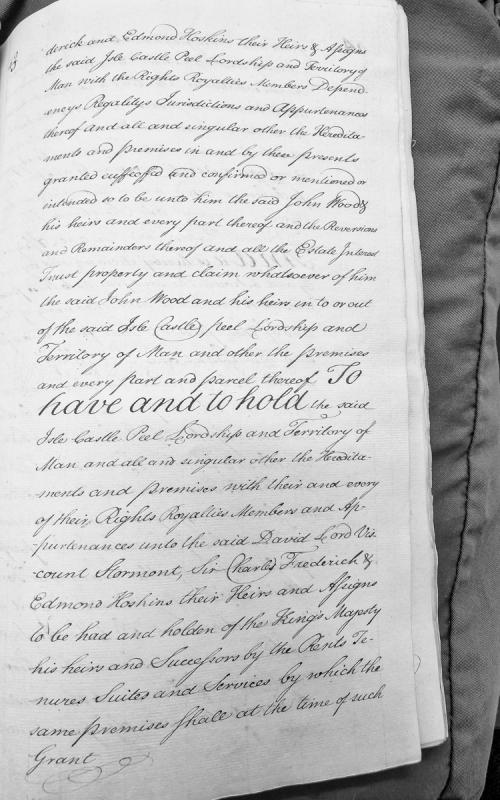 derick and Edmond Hoskins their Heirs & Assigns
the said Isle Castle Peel Lordship and Territory of
Man with the Rights Royalties Members Depend-
encys Regalitys Jurisdictions and Appurtenances
thereof and all and singular other the Heredita-
ments and premises in and by these presents
granted enffeoffed and confirmed or mentioned or
intended so to be unto him the said John Wood &
his heirs and every part thereof and the Reversions
and Remainders thereof and all the Estate Interest
Trust property and claim whatsoever of him
the said John Wood and his heirs in to or out
of the said Isle Castle peel Lordship and
Territory of Man and other the premises
and every part and parcel thereof To
have and to hold the said
Isle Castle Peel Lordship and Territory of
Man and all and singular other the Heredita-
ments and premises with their and every
of their Rights Royalties Members and Ap-
purtenances unto the said David Lord Vis-
count Stormont, Sir Charles Frederick &
Edmond Hoskins their Heirs and Assigns
to be had and holden of the King's Majesty
his heirs and Successors by the Rents Te-
nures Suites and Services by which the
same premises shall at the time of such
Grant